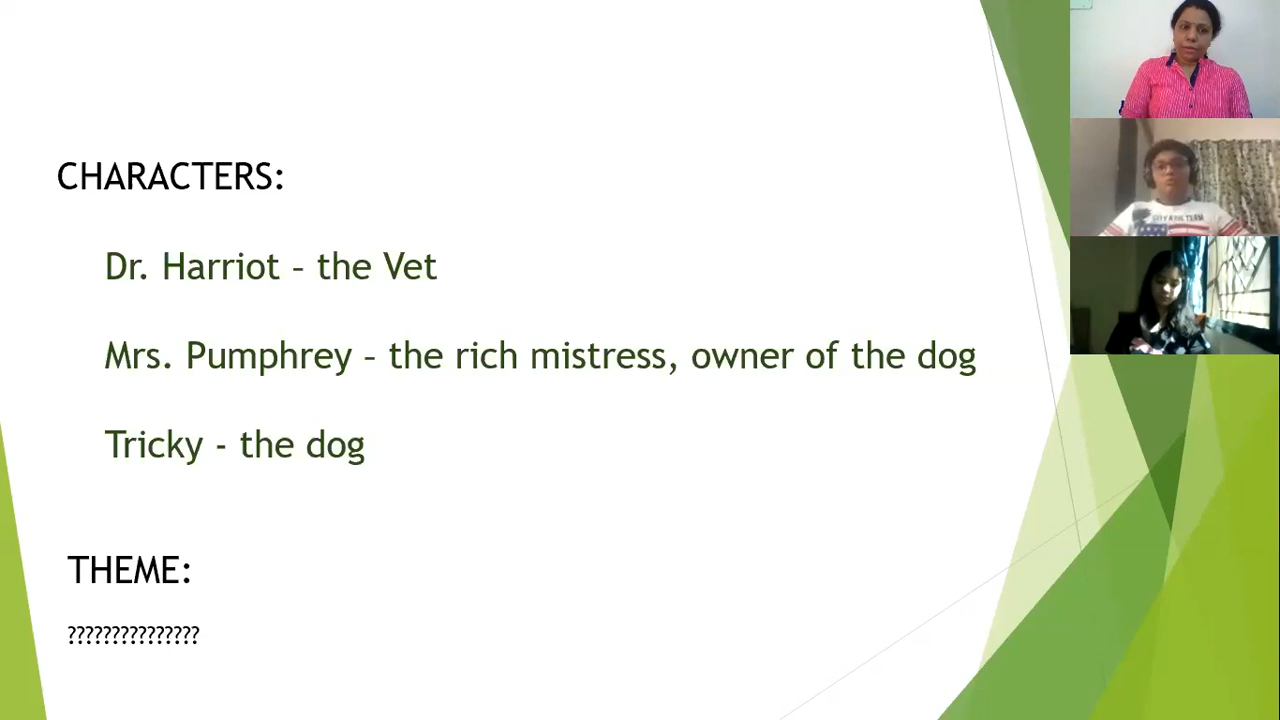 CHARACTERS:
Dr. Harriot – the Vet
Mrs. Pumphrey – the rich mistress, owner of the dog
Tricky - the dog
THEME:
???????????????